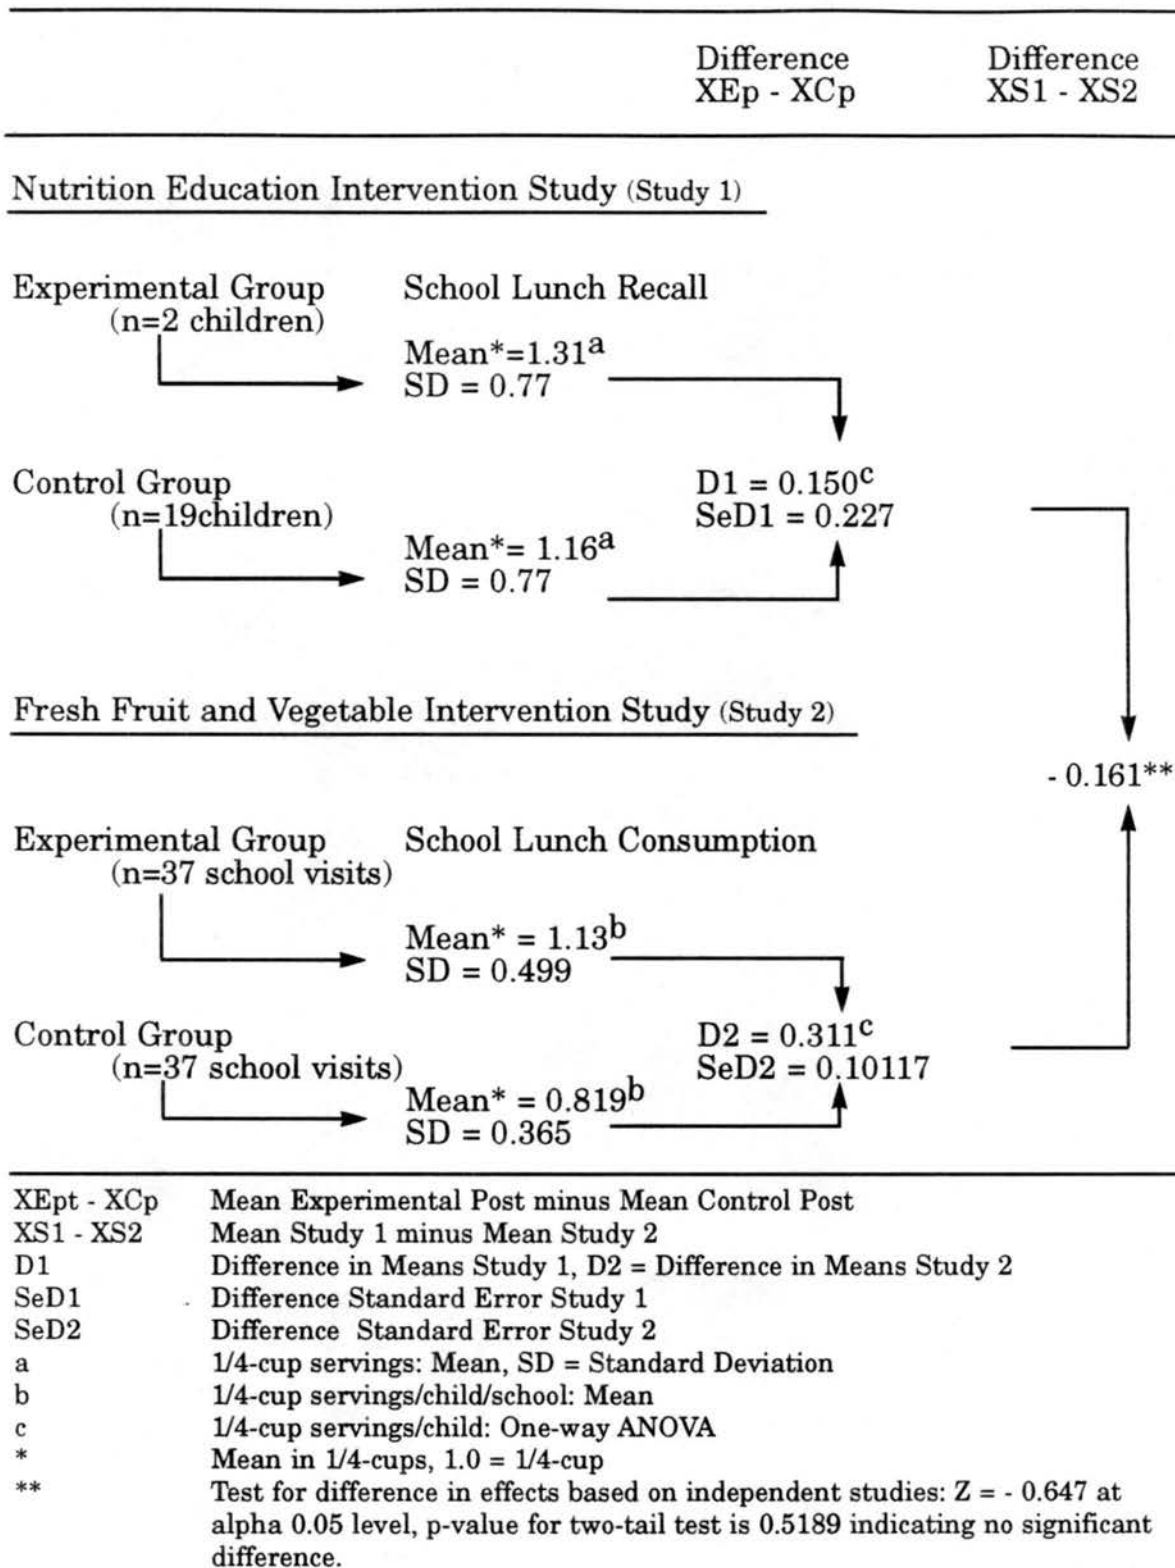 Difference Difference
XEp - XCp XS1 - XS2
Nutrition Education Intervention Study (Study 1)
Experimental Group School Lunch Recall
(n=2 children)
Mean*=1.31a
SD = 0.77
Control Group D1 = 0.150c
(n=19children) SeD1 = 0.227
Mean*= 1.16a
SD = 0.77
Fresh Fruit and Vegetable Intervention Study (Study 2)
- 0.161**
Experimental Group School Lunch Consumption
(n=37 school visits)
Mean* = 1.13b
SD = 0.499
Control Group D2 = 0.311c
(n=37 school visits) SeD2 = 0.10117
Mean* = 0.819b
SD = 0.365
XEpt - XCp Mean Experimental Post minus Mean Control Post
XS1 - XS2 Mean Study 1 minus Mean Study 2
D1 Difference in Means Study 1, D2 = Difference in Means Study 2
SeD1 Difference Standard Error Study 1
SeD2 Difference Standard Error Study 2
a 1/4-cup servings: Mean, SD = Standard Deviation
b 1/4-cup servings/child/school: Mean
c 1/4-cup servings/child: One-way ANOVA
* Mean in 1/4-cups, 1.0 = 1/4-cup
** Test for difference in effects based on independent studies: Z = - 0.647 at
alpha 0.05 level, p-value for two-tail test is 0.5189 indicating no significant
difference.